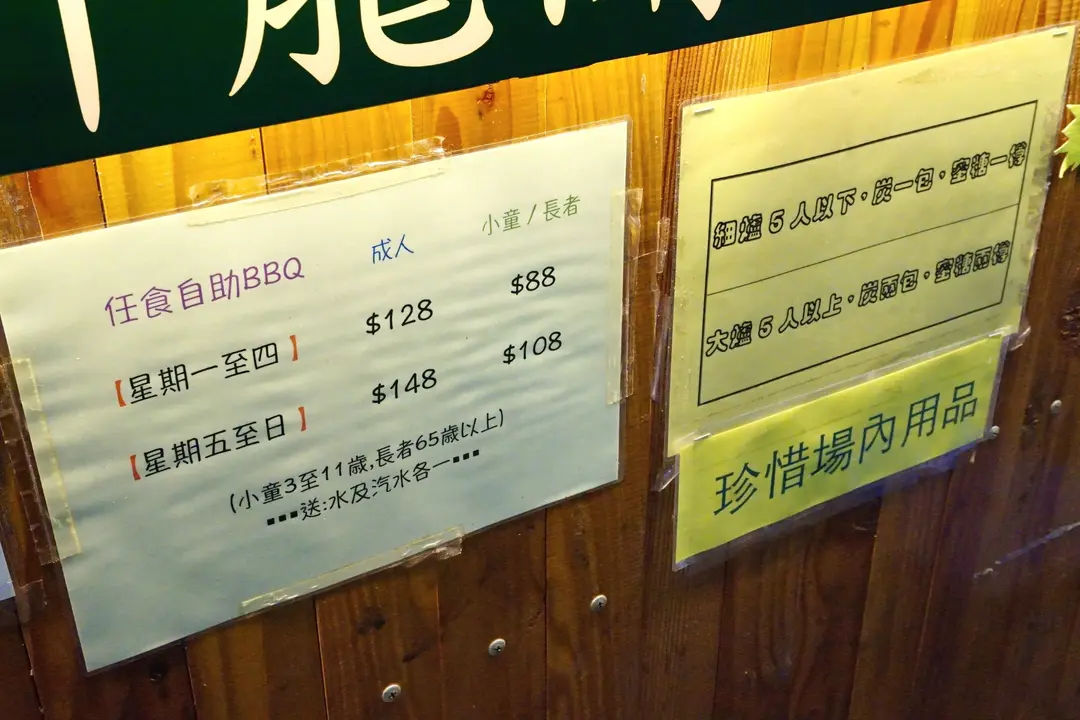 任食自助BBQ 成人 小童/長者
【星期一至四】 $128 $88
【星期五至日】 $148 $108
(小童3至11歲,長者65歲以上)
▪▪▪送:水及汽水各一▪▪▪
細爐 5 人以下,炭一包,蜜糖一樽
大爐 5 人以上,炭兩包,蜜糖兩樽
珍惜場內用品